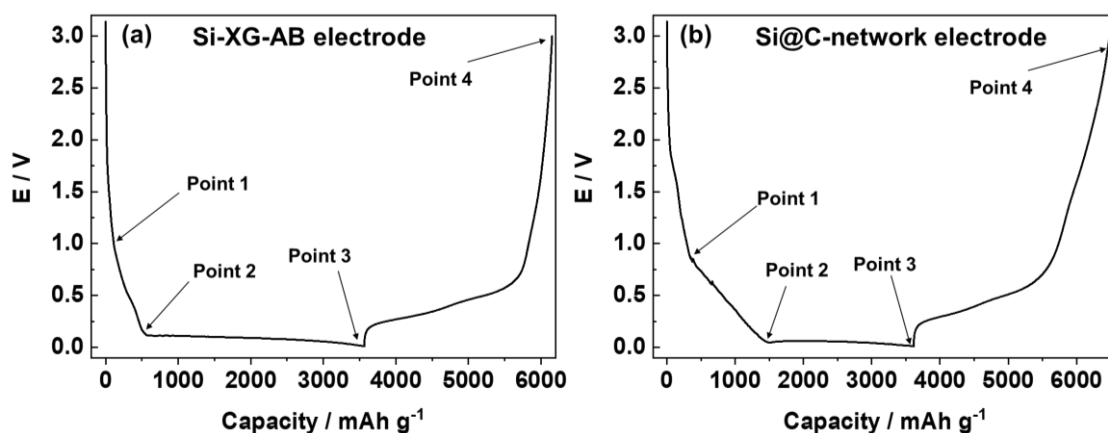 (a) Si-XG-AB electrode
3.0
2.5
2.0
1.5
1.0
0.5
0.0
E / V
Point 4
Point 1
Point 2
Point 3
0 1000 2000 3000 4000 5000 6000
Capacity / mAh g⁻¹
(b) Si@C-network electrode
3.0
2.5
2.0
1.5
1.0
0.5
0.0
E / V
Point 4
Point 1
Point 2
Point 3
0 1000 2000 3000 4000 5000 6000
Capacity / mAh g⁻¹